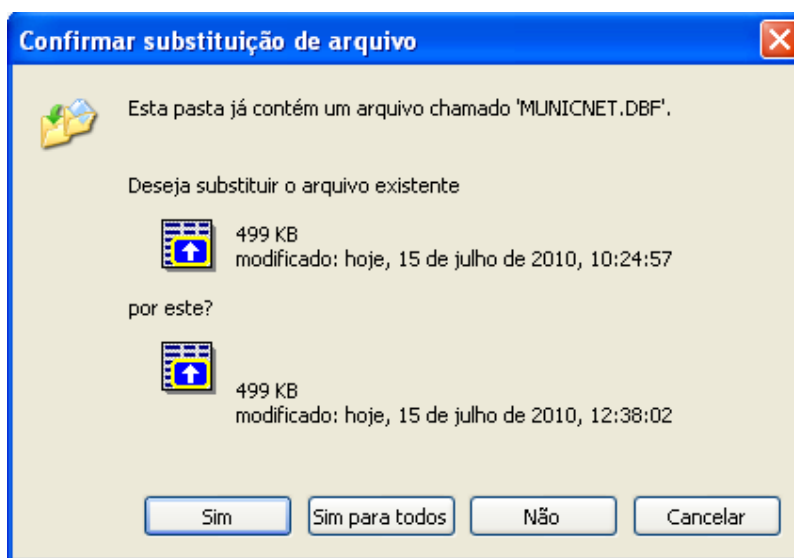 Confirmar substituição de arquivo
Esta pasta já contém um arquivo chamado 'MUNICNET.DBF'.
Deseja substituir o arquivo existente
499 KB
modificado: hoje, 15 de julho de 2010, 10:24:57
por este?
499 KB
modificado: hoje, 15 de julho de 2010, 12:38:02
Sim
Sim para todos
Não
Cancelar